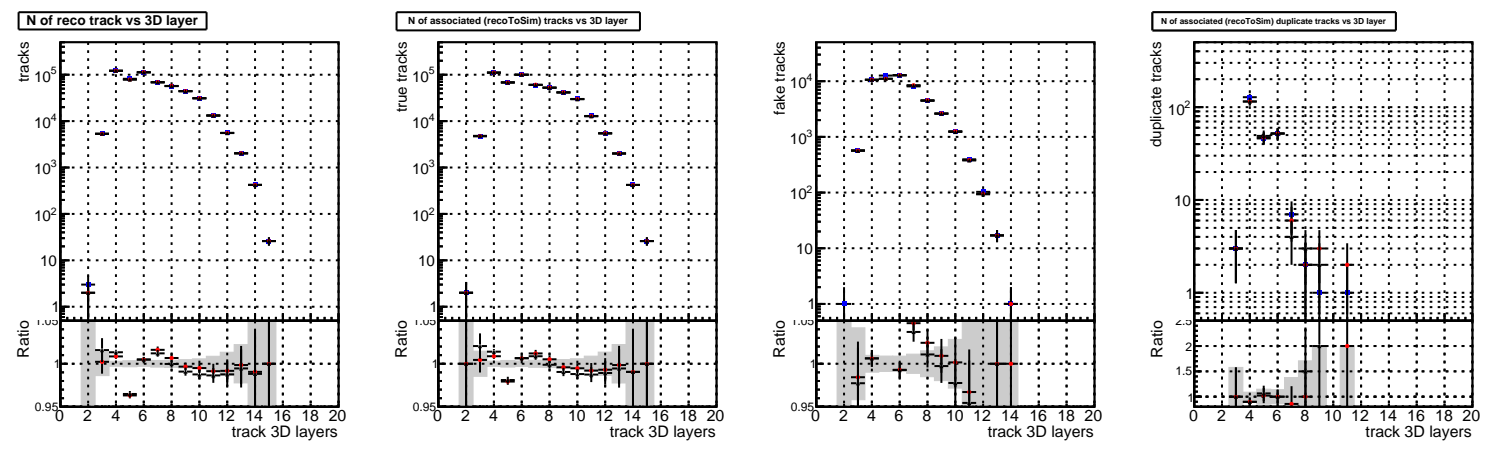 N of reco track vs 3D layer
tracks
10^5
10^4
10^3
10^2
10
1
Ratio
1.05
1
0.95
0 2 4 6 8 10 12 14 16 18 20
track 3D layers
N of associated (recoToSim) tracks vs 3D layer
true tracks
10^5
10^4
10^3
10^2
10
1
Ratio
1.05
1
0.95
0 2 4 6 8 10 12 14 16 18 20
track 3D layers
fake tracks
10^4
10^3
10^2
10
1
Ratio
1.05
1
0.95
0 2 4 6 8 10 12 14 16 18 20
track 3D layers
N of associated (recoToSim) duplicate tracks vs 3D layer
duplicate tracks
10^2
10
1
Ratio
2.5
2
1.5
1
0 2 4 6 8 10 12 14 16 18 20
track 3D layers